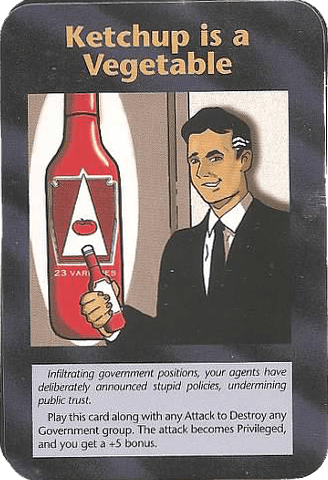 Ketchup is a
Vegetable
23 VARIETIES
Infiltrating government positions, your agents have
deliberately announced stupid policies, undermining
public trust.
Play this card along with any Attack to Destroy any
Government group. The attack becomes Privileged,
and you get a +5 bonus.